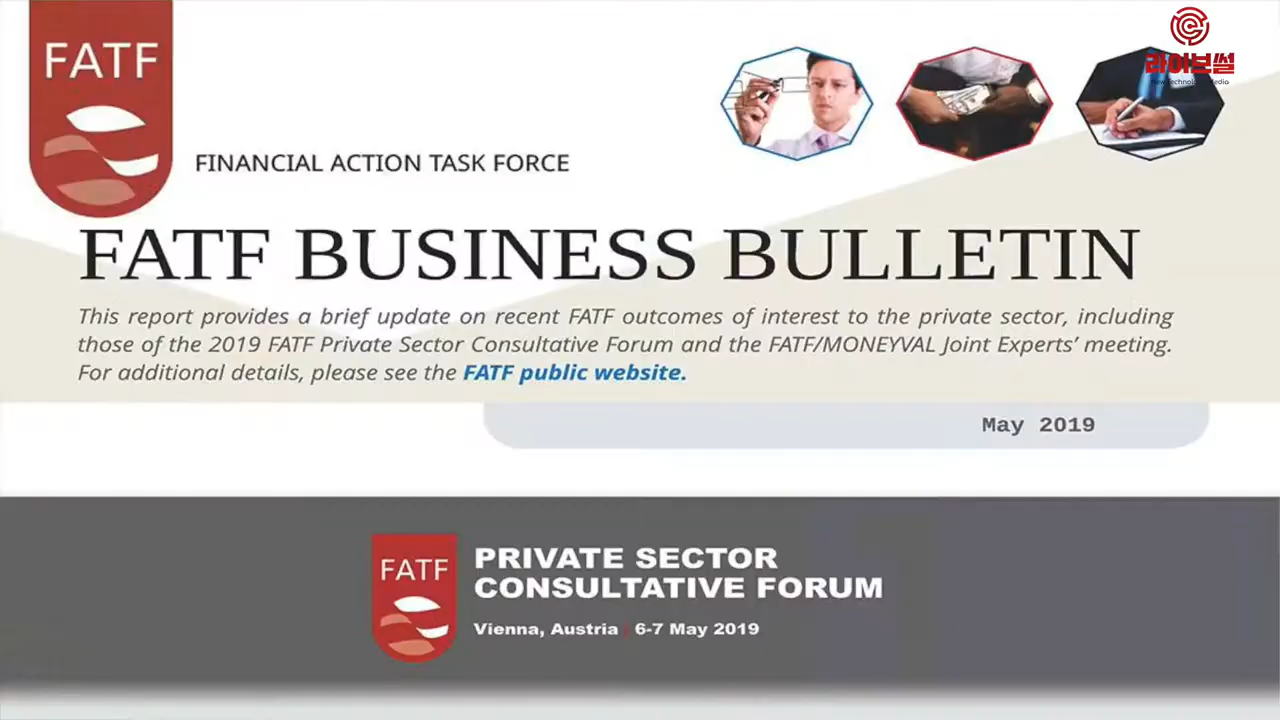 FATF
라이브썰
New Technology Media
FINANCIAL ACTION TASK FORCE
FATF BUSINESS BULLETIN
This report provides a brief update on recent FATF outcomes of interest to the private sector, including
those of the 2019 FATF Private Sector Consultative Forum and the FATF/MONEYVAL Joint Experts’ meeting.
For additional details, please see the FATF public website.
May 2019
FATF
PRIVATE SECTOR
CONSULTATIVE FORUM
Vienna, Austria | 6-7 May 2019